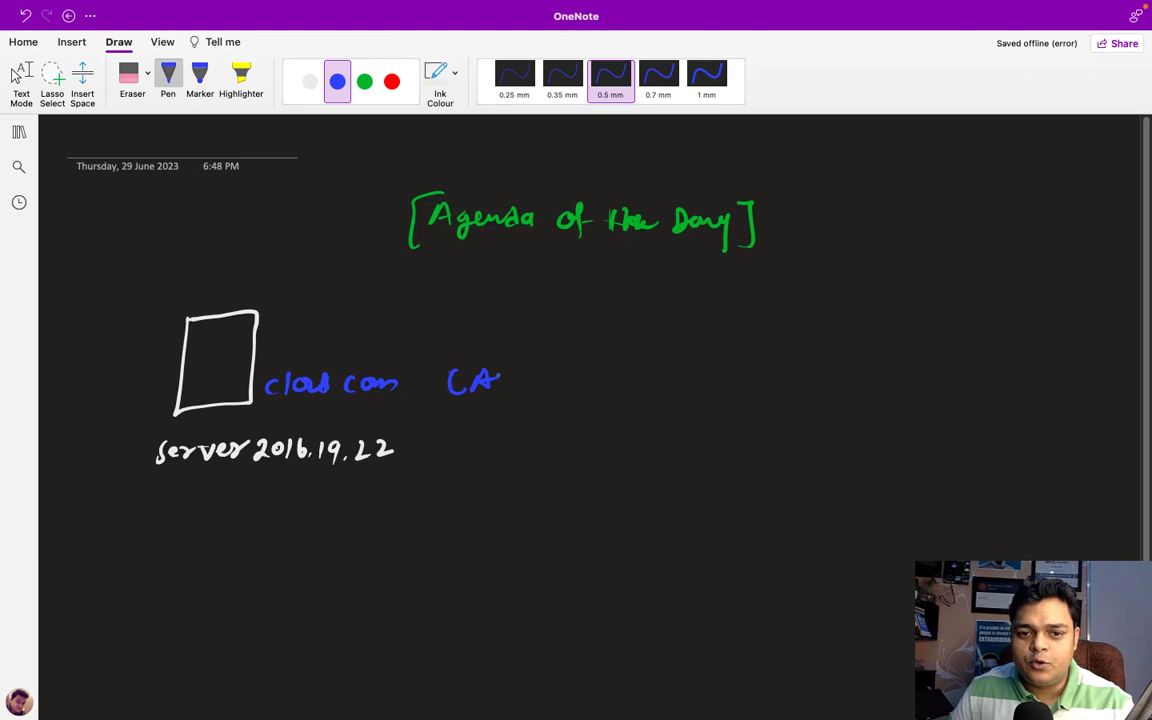 OneNote
Home Insert Draw View Tell me
Saved offline (error) Share
Text Mode
Lasso Select
Insert Space
Eraser
Pen
Marker
Highlighter
Ink Colour
0.25 mm 0.35 mm 0.5 mm 0.7 mm 1 mm
Thursday, 29 June 2023 6:48 PM
[Agenda of the Day]
com CA
Server 2016.19.22